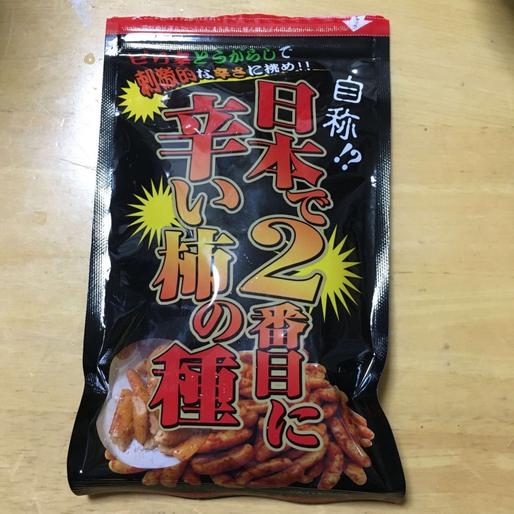 とうがらしで
刺激的な辛さに挑め!!
自称!?
日本で2番目に
辛い柿の種